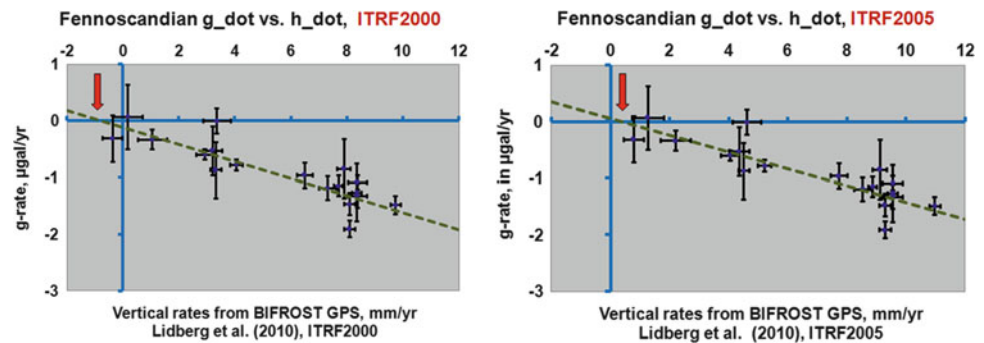 Fennoscandian g_dot vs. h_dot, ITRF2000
-2 0 2 4 6 8 10 12
1
0
-1
-2
-3
g-rate, µgal/yr
Vertical rates from BIFROST GPS, mm/yr
Lidberg et al. (2010), ITRF2000
Fennoscandian g_dot vs. h_dot, ITRF2005
-2 0 2 4 6 8 10 12
1
0
-1
-2
-3
g-rate, in µgal/yr
Vertical rates from BIFROST GPS, mm/yr
Lidberg et al. (2010), ITRF2005